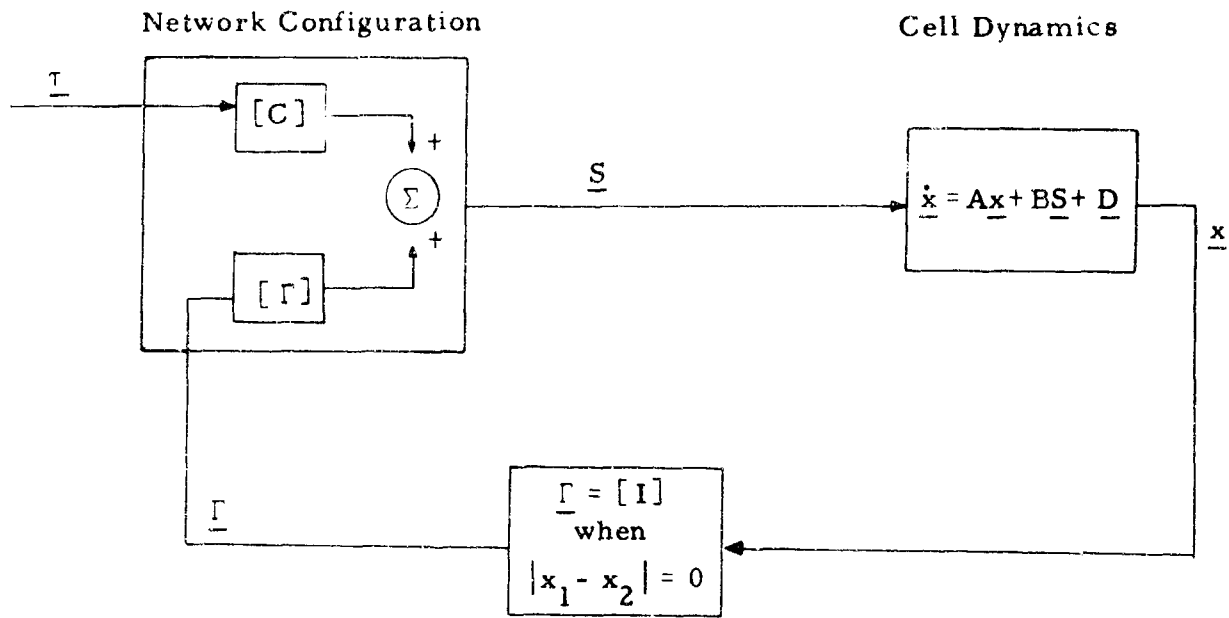 Network Configuration
Cell Dynamics
τ
[C]
+
Σ
+
[Γ]
S
ẋ = Ax + BS + D
x
Γ
Γ = [I]
when
|x₁ - x₂| = 0